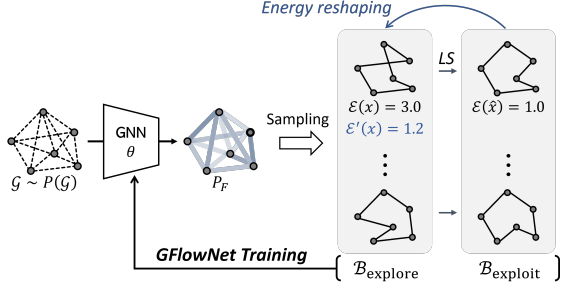 Energy reshaping
LS
ℰ(x) = 3.0
ℰ(x̂) = 1.0
ℰ′(x) = 1.2
Sampling
GNN
θ
𝒢 ~ P(𝒢)
P_F
GFlowNet Training
ℬ_explore
ℬ_exploit